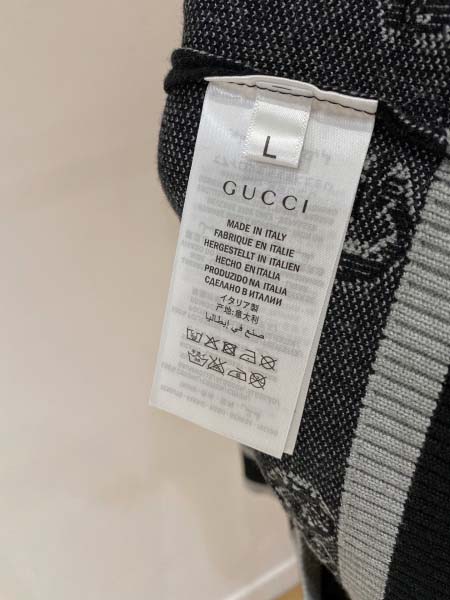 L
GUCCI
MADE IN ITALY
FABRIQUE EN ITALIE
HERGESTELLT IN ITALIEN
HECHO EN ITALIA
PRODUZIDO NA ITALIA
СДЕЛАНО В ИТАЛИИ
イタリア製
产地:意大利
صنع في إيطاليا